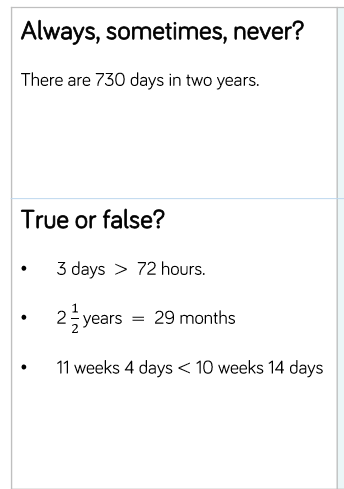 Always, sometimes, never?
There are 730 days in two years.
True or false?
• 3 days > 72 hours.
• 2 1/2 years = 29 months
• 11 weeks 4 days < 10 weeks 14 days